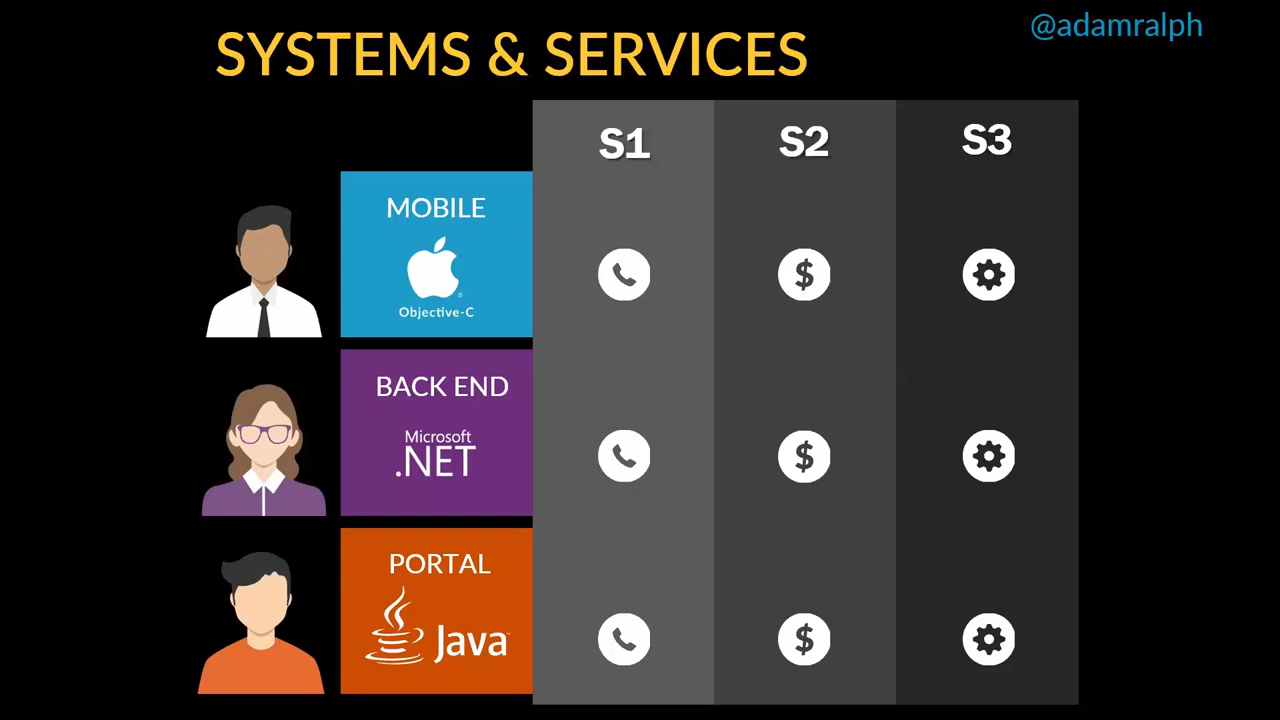 @adamralph
SYSTEMS & SERVICES
S1 S2 S3
MOBILE
Objective-C
$
BACK END
Microsoft
.NET
$
PORTAL
Java
$